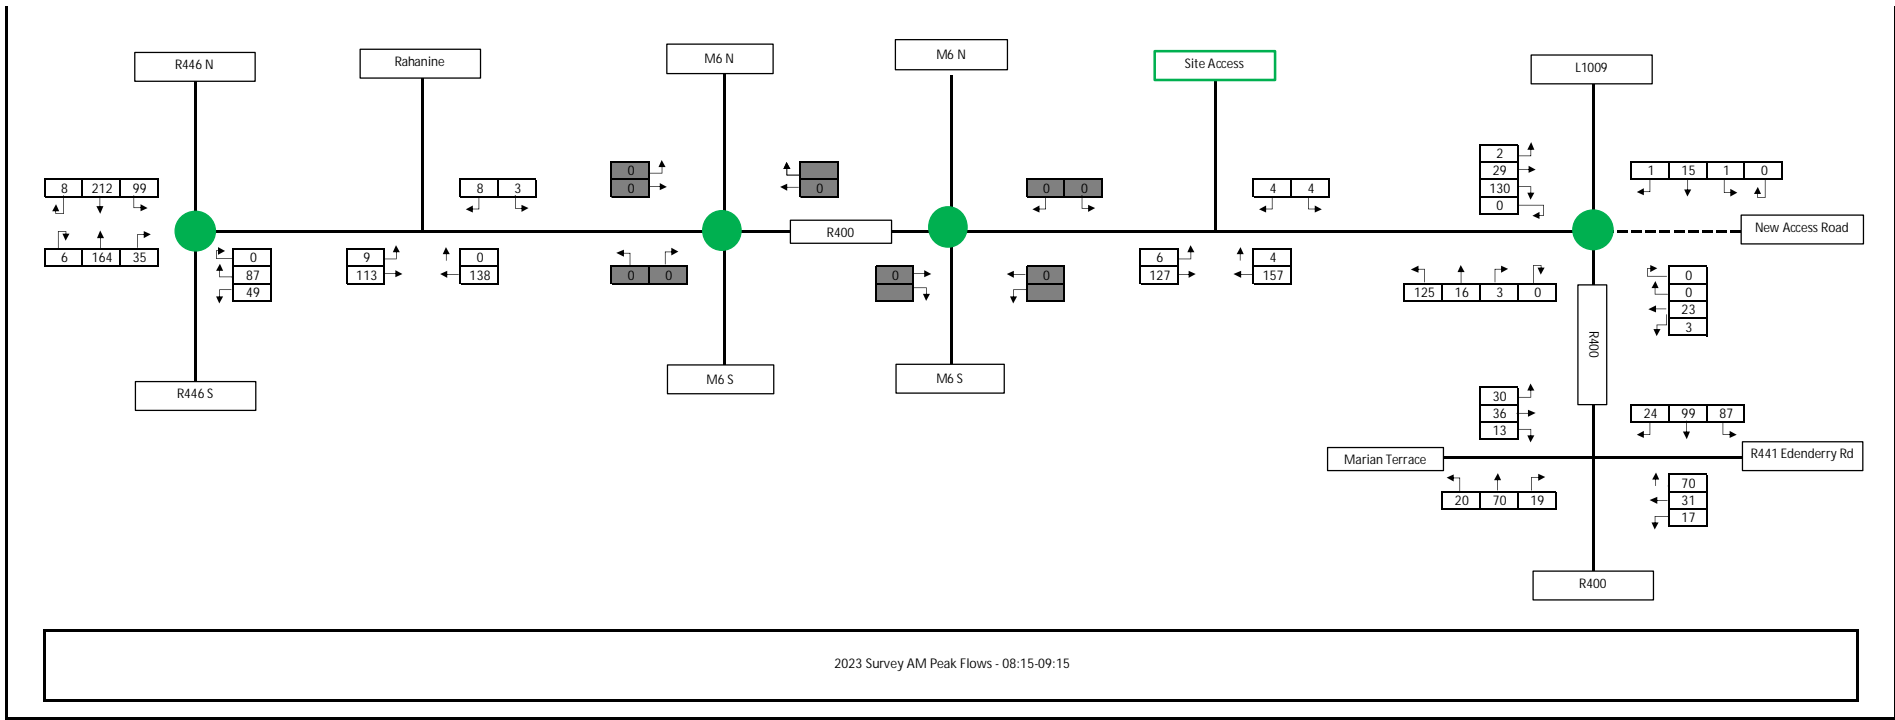 R446 N
Rahanine
M6 N
M6 N
Site Access
L1009
2
29
130
0
1 15 1 0
0
0
0
8 212 99
8 3
0 0
4 4
R400
New Access Road
6 164 35
0
87
49
9
113
0
138
0 0
0
0
6
127
4
157
125 16 3 0
0
0
23
3
R400
R446 S
M6 S
M6 S
30
36
13
24 99 87
Marian Terrace
R441 Edenderry Rd
20 70 19
70
31
17
R400
2023 Survey AM Peak Flows - 08:15-09:15